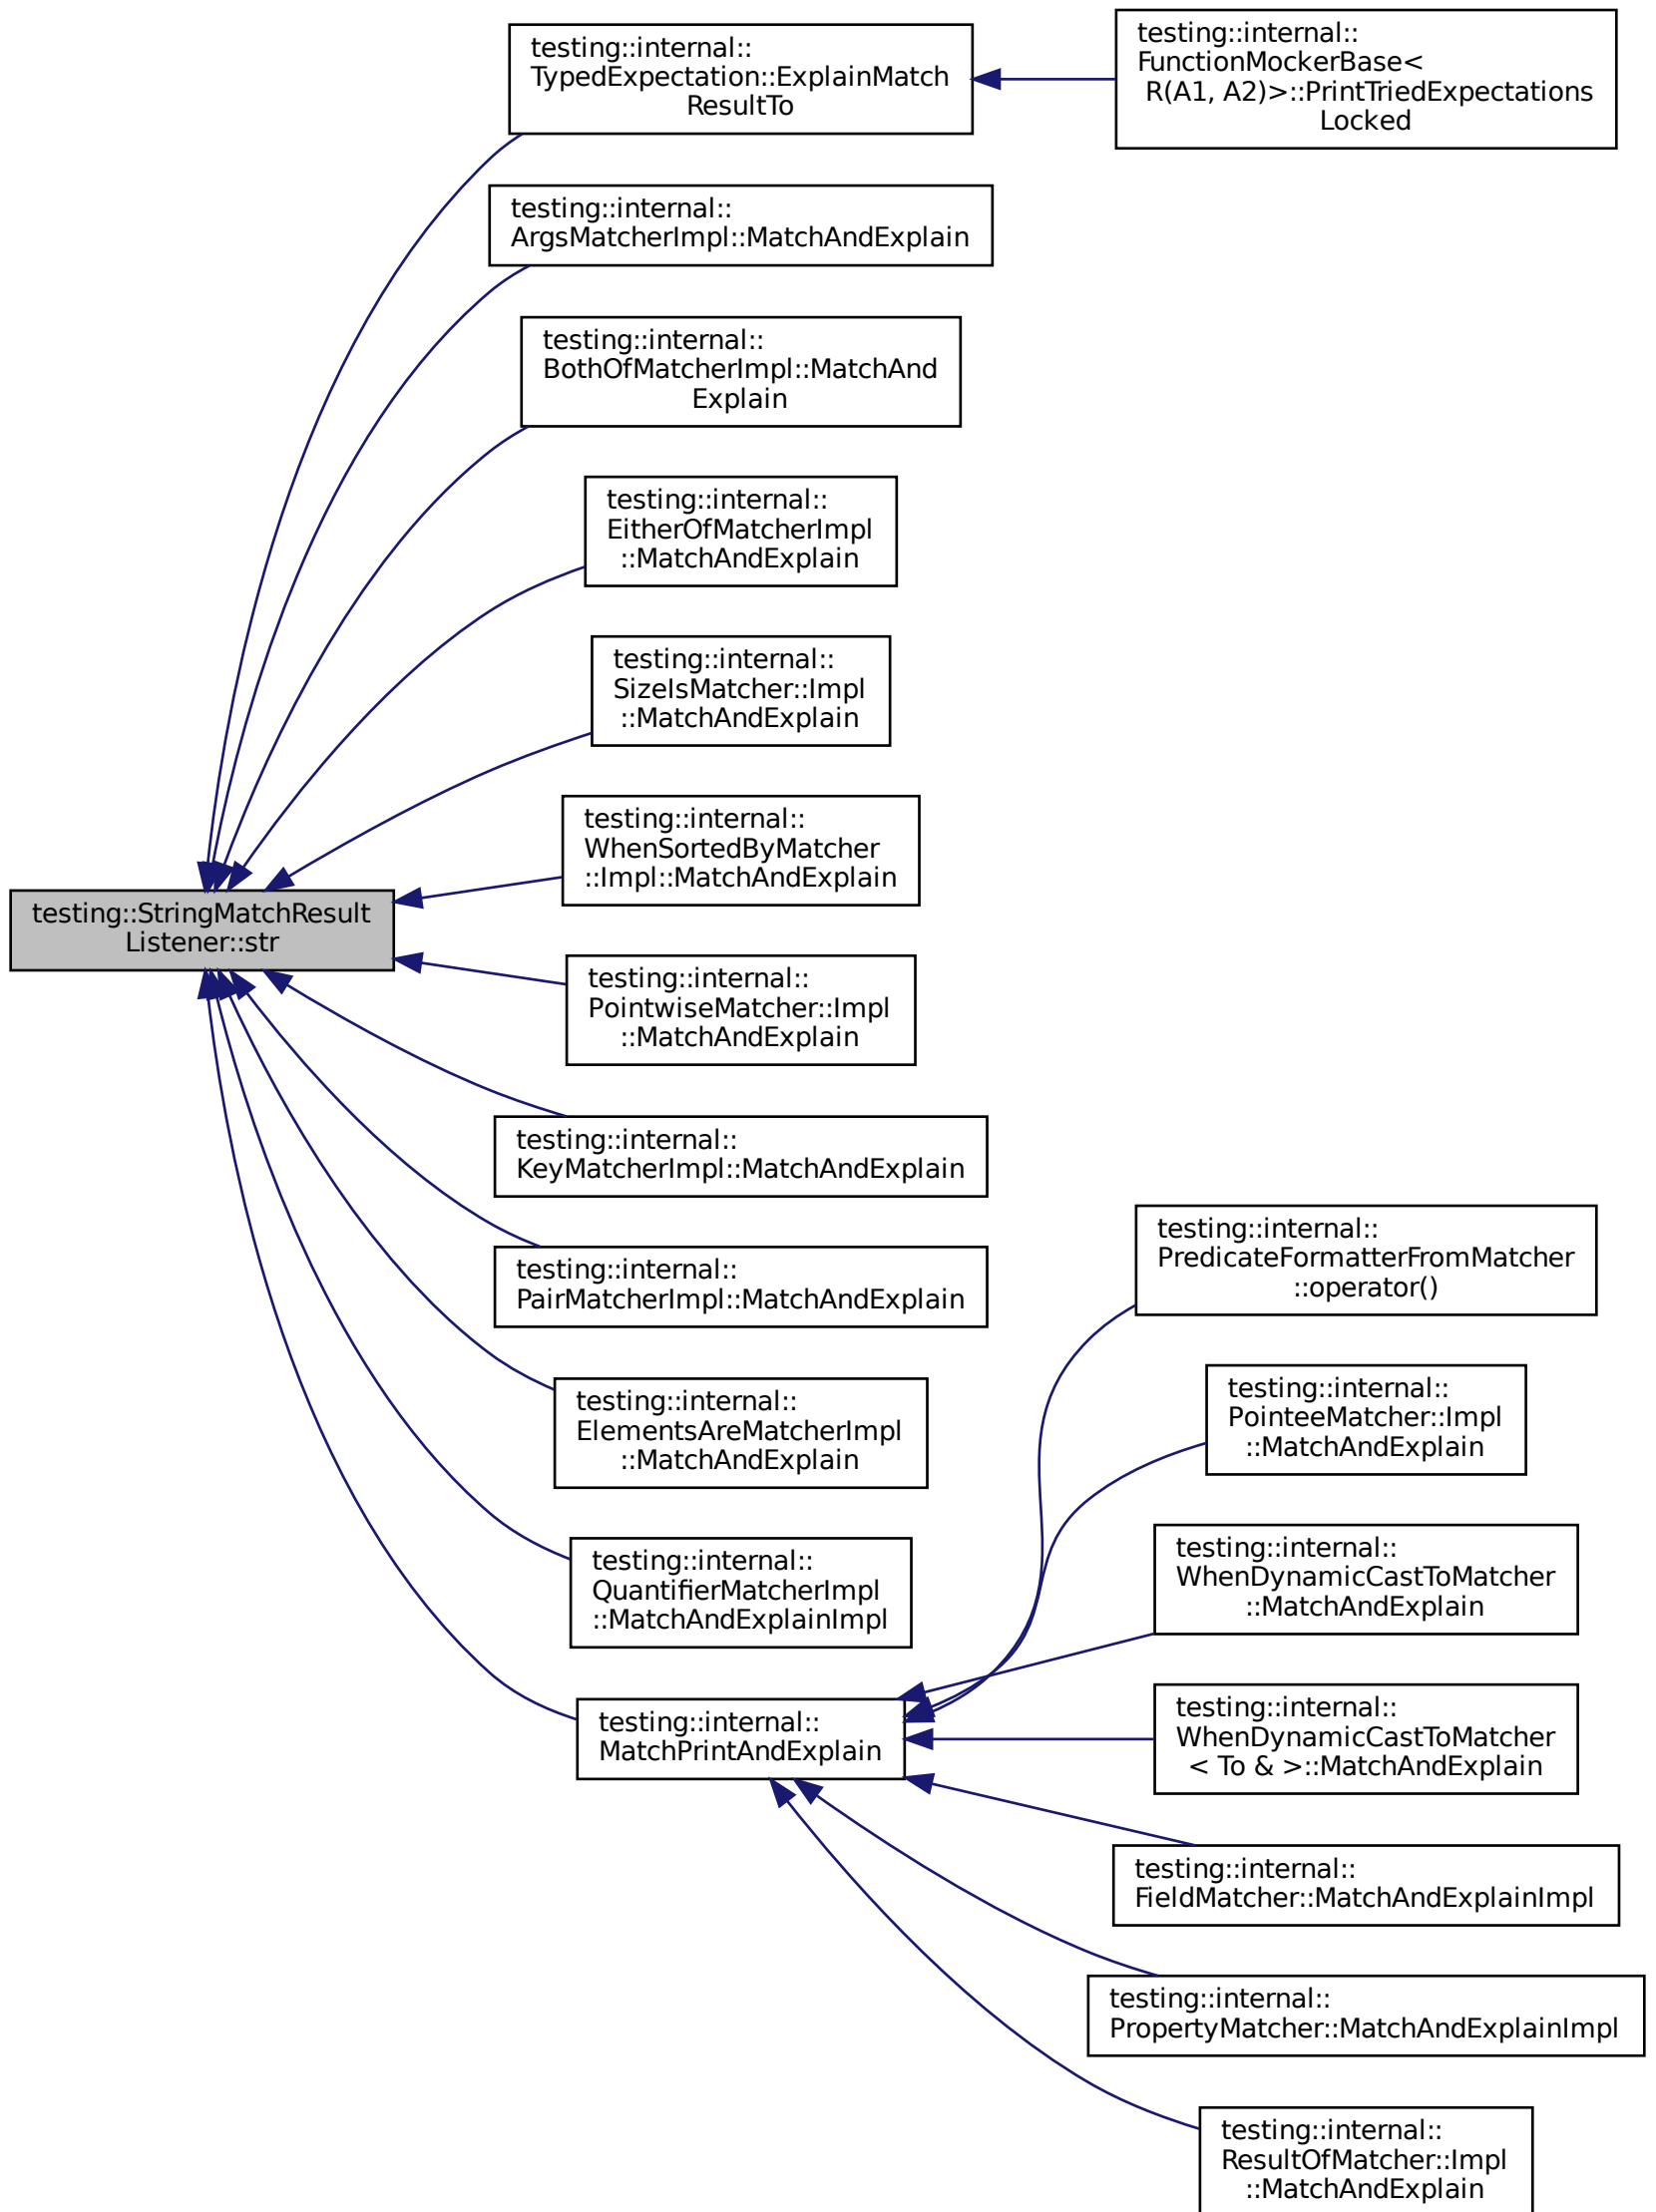 testing::internal::
TypedExpectation::ExplainMatch
ResultTo
testing::internal::
FunctionMockerBase<
R(A1, A2)>::PrintTriedExpectations
Locked
testing::internal::
ArgsMatcherImpl::MatchAndExplain
testing::internal::
BothOfMatcherImpl::MatchAnd
Explain
testing::internal::
EitherOfMatcherImpl
::MatchAndExplain
testing::internal::
SizeIsMatcher::Impl
::MatchAndExplain
testing::internal::
WhenSortedByMatcher
::Impl::MatchAndExplain
testing::StringMatchResult
Listener::str
testing::internal::
PointwiseMatcher::Impl
::MatchAndExplain
testing::internal::
KeyMatcherImpl::MatchAndExplain
testing::internal::
PairMatcherImpl::MatchAndExplain
testing::internal::
ElementsAreMatcherImpl
::MatchAndExplain
testing::internal::
QuantifierMatcherImpl
::MatchAndExplainImpl
testing::internal::
MatchPrintAndExplain
testing::internal::
PredicateFormatterFromMatcher
::operator()
testing::internal::
PointeeMatcher::Impl
::MatchAndExplain
testing::internal::
WhenDynamicCastToMatcher
::MatchAndExplain
testing::internal::
WhenDynamicCastToMatcher
< To & >::MatchAndExplain
testing::internal::
FieldMatcher::MatchAndExplainImpl
testing::internal::
PropertyMatcher::MatchAndExplainImpl
testing::internal::
ResultOfMatcher::Impl
::MatchAndExplain